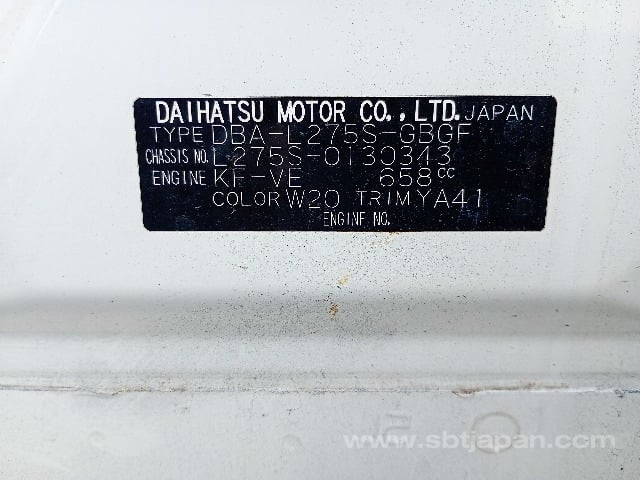 DAIHATSU MOTOR CO., LTD. JAPAN
TYPE DBA-L275S-GBGF
CHASSIS NO. L275S-0130343
ENGINE KF-VE 658cc
COLOR W20 TRIM YA41
ENGINE NO.
www.sbtjapan.com